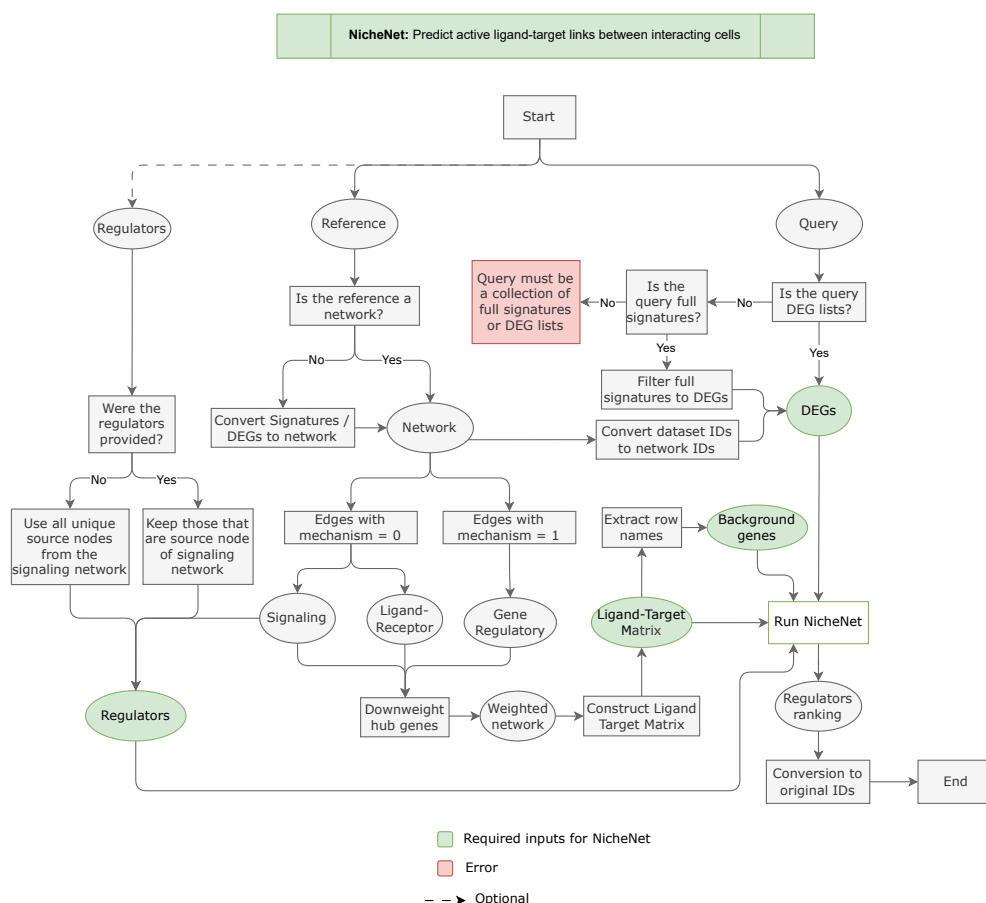 NicheNet: Predict active ligand-target links between interacting cells
Start
Regulators
Reference
Query
Is the reference a
network?
Query must be
a collection of
full signatures
or DEG lists
No
Is the
query full
signatures?
No
Is the query
DEG lists?
No
Yes
Yes
Yes
Were the
regulators
provided?
Convert Signatures /
DEGs to network
Network
Filter full
signatures to DEGs
DEGs
Convert dataset IDs
to network IDs
No
Yes
Use all unique
source nodes
from the
signaling network
Keep those that
are source node
of signaling
network
Edges with
mechanism = 0
Edges with
mechanism = 1
Extract row
names
Background
genes
Signaling
Ligand-
Receptor
Gene
Regulatory
Ligand-Target
Matrix
Run NicheNet
Regulators
Downweight
hub genes
Weighted
network
Construct Ligand
Target Matrix
Regulators
ranking
Conversion to
original IDs
End
Required inputs for NicheNet
Error
Optional